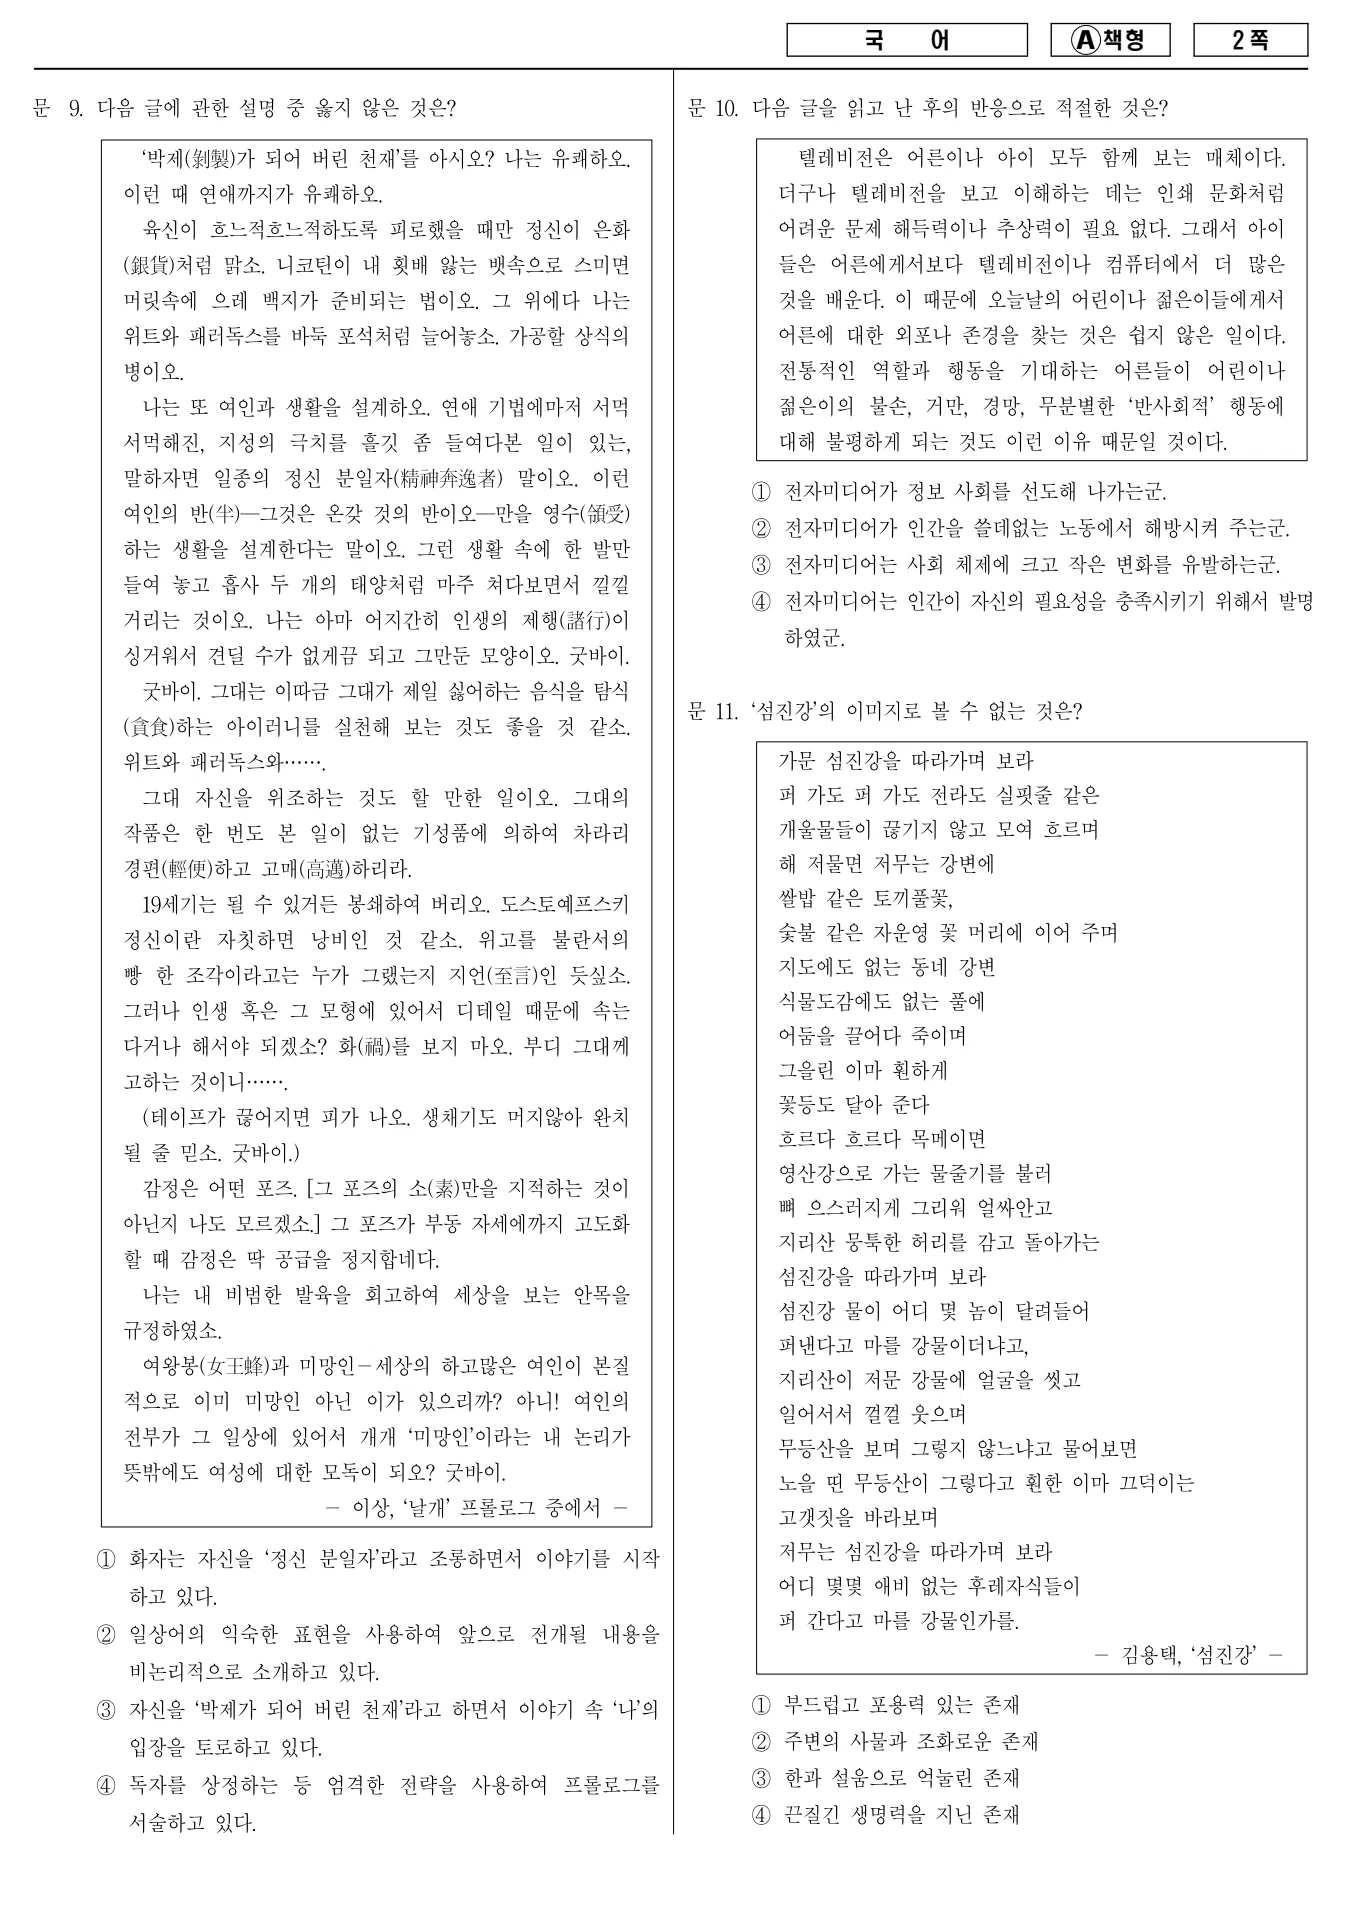 국 어
Ⓐ책형
2 쪽
문 9. 다음 글에 관한 설명 중 옳지 않은 것은?
‘박제(剝製)가 되어 버린 천재’를 아시오? 나는 유쾌하오.
이런 때 연애까지가 유쾌하오.
육신이 흐느적흐느적하도록 피로했을 때만 정신이 은화
(銀貨)처럼 맑소. 니코틴이 내 횟배 앓는 뱃속으로 스미면
머릿속에 으레 백지가 준비되는 법이오. 그 위에다 나는
위트와 패러독스를 바둑 포석처럼 늘어놓소. 가공할 상식의
병이오.
나는 또 여인과 생활을 설계하오. 연애 기법에마저 서먹
서먹해진, 지성의 극치를 흘깃 좀 들여다본 일이 있는,
말하자면 일종의 정신 분일자(精神奔逸者) 말이오. 이런
여인의 반(半)―그것은 온갖 것의 반이오―만을 영수(領受)
하는 생활을 설계한다는 말이오. 그런 생활 속에 한 발만
들여 놓고 흡사 두 개의 태양처럼 마주 쳐다보면서 낄낄
거리는 것이오. 나는 아마 어지간히 인생의 제행(諸行)이
싱거워서 견딜 수가 없게끔 되고 그만둔 모양이오. 굿바이.
굿바이. 그대는 이따금 그대가 제일 싫어하는 음식을 탐식
(貪食)하는 아이러니를 실천해 보는 것도 좋을 것 같소.
위트와 패러독스와…….
그대 자신을 위조하는 것도 할 만한 일이오. 그대의
작품은 한 번도 본 일이 없는 기성품에 의하여 차라리
경편(輕便)하고 고매(高邁)하리라.
19세기는 될 수 있거든 봉쇄하여 버리오. 도스토예프스키
정신이란 자칫하면 낭비인 것 같소. 위고를 불란서의
빵 한 조각이라고는 누가 그랬는지 지언(至言)인 듯싶소.
그러나 인생 혹은 그 모형에 있어서 디테일 때문에 속는
다거나 해서야 되겠소? 화(禍)를 보지 마오. 부디 그대께
고하는 것이니…….
(테이프가 끊어지면 피가 나오. 생채기도 머지않아 완치
될 줄 믿소. 굿바이.)
감정은 어떤 포즈. [그 포즈의 소(素)만을 지적하는 것이
아닌지 나도 모르겠소.] 그 포즈가 부동 자세에까지 고도화
할 때 감정은 딱 공급을 정지합네다.
나는 내 비범한 발육을 회고하여 세상을 보는 안목을
규정하였소.
여왕봉(女王蜂)과 미망인－세상의 하고많은 여인이 본질
적으로 이미 미망인 아닌 이가 있으리까? 아니! 여인의
전부가 그 일상에 있어서 개개 ‘미망인’이라는 내 논리가
뜻밖에도 여성에 대한 모독이 되오? 굿바이.
－ 이상, ‘날개’ 프롤로그 중에서 －
① 화자는 자신을 ‘정신 분일자’라고 조롱하면서 이야기를 시작
하고 있다.
② 일상어의 익숙한 표현을 사용하여 앞으로 전개될 내용을
비논리적으로 소개하고 있다.
③ 자신을 ‘박제가 되어 버린 천재’라고 하면서 이야기 속 ‘나’의
입장을 토로하고 있다.
④ 독자를 상정하는 등 엄격한 전략을 사용하여 프롤로그를
서술하고 있다.
문 10. 다음 글을 읽고 난 후의 반응으로 적절한 것은?
텔레비전은 어른이나 아이 모두 함께 보는 매체이다.
더구나 텔레비전을 보고 이해하는 데는 인쇄 문화처럼
어려운 문제 해득력이나 추상력이 필요 없다. 그래서 아이
들은 어른에게서보다 텔레비전이나 컴퓨터에서 더 많은
것을 배운다. 이 때문에 오늘날의 어린이나 젊은이들에게서
어른에 대한 외포나 존경을 찾는 것은 쉽지 않은 일이다.
전통적인 역할과 행동을 기대하는 어른들이 어린이나
젊은이의 불손, 거만, 경망, 무분별한 ‘반사회적’ 행동에
대해 불평하게 되는 것도 이런 이유 때문일 것이다.
① 전자미디어가 정보 사회를 선도해 나가는군.
② 전자미디어가 인간을 쓸데없는 노동에서 해방시켜 주는군.
③ 전자미디어는 사회 체제에 크고 작은 변화를 유발하는군.
④ 전자미디어는 인간이 자신의 필요성을 충족시키기 위해서 발명
하였군.
문 11. ‘섬진강’의 이미지로 볼 수 없는 것은?
가문 섬진강을 따라가며 보라
퍼 가도 퍼 가도 전라도 실핏줄 같은
개울물들이 끊기지 않고 모여 흐르며
해 저물면 저무는 강변에
쌀밥 같은 토끼풀꽃,
숯불 같은 자운영 꽃 머리에 이어 주며
지도에도 없는 동네 강변
식물도감에도 없는 풀에
어둠을 끌어다 죽이며
그을린 이마 훤하게
꽃등도 달아 준다
흐르다 흐르다 목메이면
영산강으로 가는 물줄기를 불러
뼈 으스러지게 그리워 얼싸안고
지리산 뭉툭한 허리를 감고 돌아가는
섬진강을 따라가며 보라
섬진강 물이 어디 몇 놈이 달려들어
퍼낸다고 마를 강물이더냐고,
지리산이 저문 강물에 얼굴을 씻고
일어서서 껄껄 웃으며
무등산을 보며 그렇지 않느냐고 물어보면
노을 띤 무등산이 그렇다고 훤한 이마 끄덕이는
고갯짓을 바라보며
저무는 섬진강을 따라가며 보라
어디 몇몇 애비 없는 후레자식들이
퍼 간다고 마를 강물인가를.
－ 김용택, ‘섬진강’ －
① 부드럽고 포용력 있는 존재
② 주변의 사물과 조화로운 존재
③ 한과 설움으로 억눌린 존재
④ 끈질긴 생명력을 지닌 존재